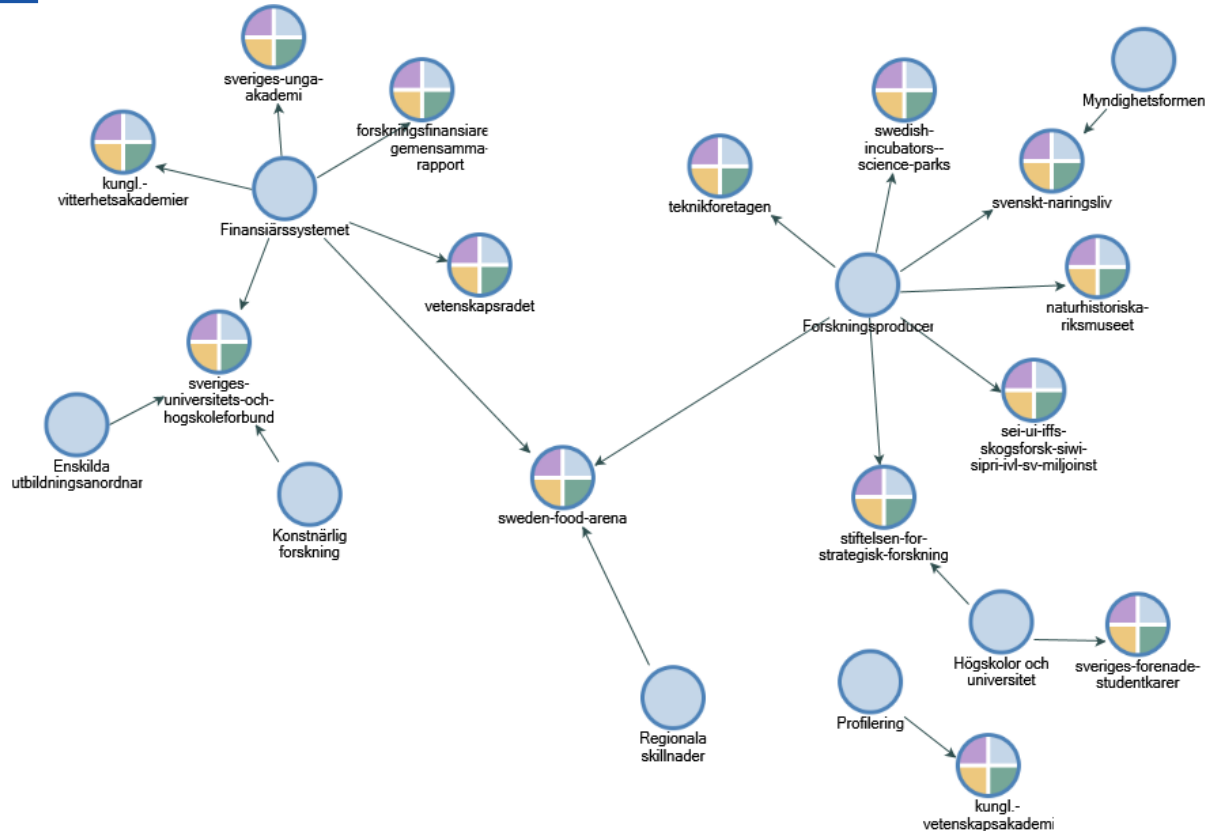 sveriges-unga-
akademi
forskningsfinsiare
gemensamma-
rapport
kungl.-
vitterhetsakademier
Finansiärssystemet
vetenskapsradet
sveriges-
universitets-och-
hogskoleforbund
Enskilda
utbildningsanordnar
Konstnärlig
forskning
sweden-food-arena
Regionala
skillnader
Myndighetsformen
swedish-
incubators--
science-parks
teknikforetagen
svenskt-naringsliv
naturhistoriska-
riksmuseet
Forskningsproducer
sei-ui-iffs-
skogsforsk-siwi-
sipri-ivl-sv-miljoinst
stiftelsen-for-
strategisk-forskning
Högskolor och
universitet
sveriges-forenade-
studentkarer
Profilering
kungl.-
vetenskapsakademi